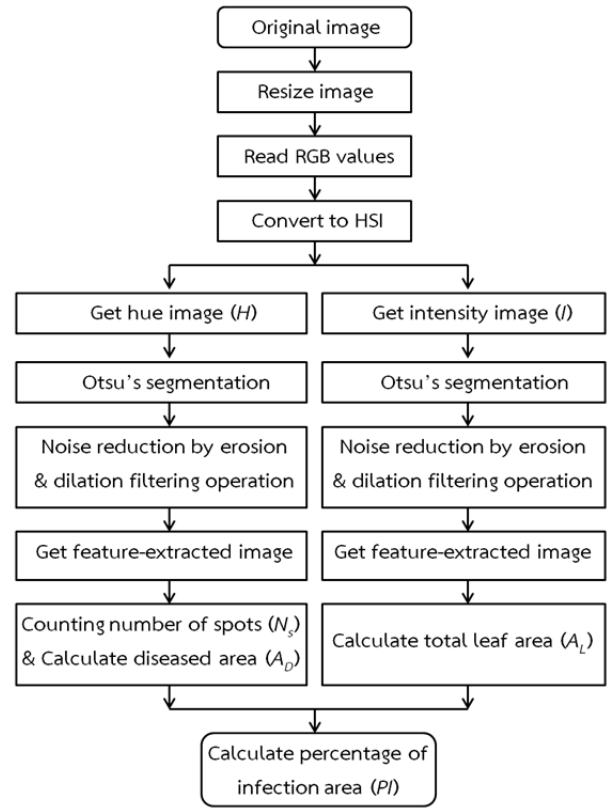 Original image
Resize image
Read RGB values
Convert to HSI
Get hue image (H)
Otsu's segmentation
Noise reduction by erosion
& dilation filtering operation
Get feature-extracted image
Counting number of spots (Ns)
& Calculate diseased area (AD)
Get intensity image (I)
Otsu's segmentation
Noise reduction by erosion
& dilation filtering operation
Get feature-extracted image
Calculate total leaf area (AL)
Calculate percentage of
infection area (PI)